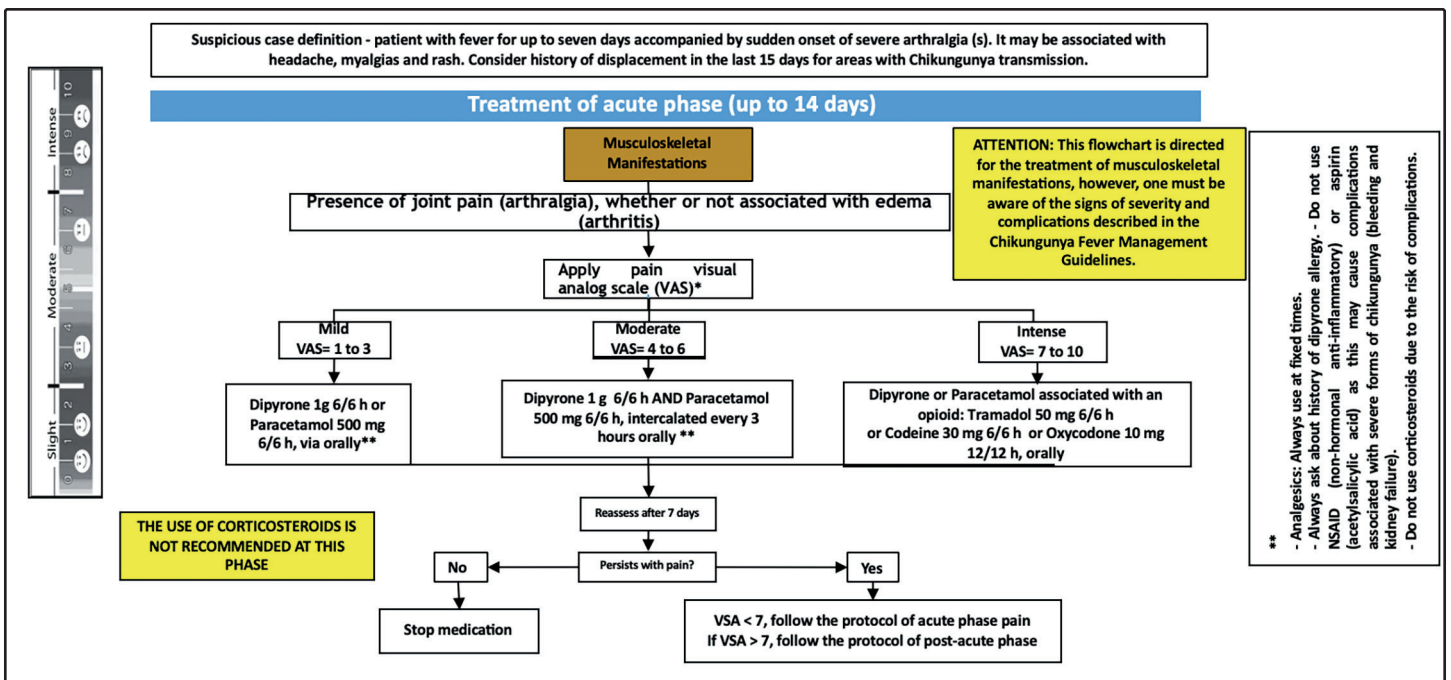 Suspicious case definition - patient with fever for up to seven days accompanied by sudden onset of severe arthralgia (s). It may be associated with
headache, myalgias and rash. Consider history of displacement in the last 15 days for areas with Chikungunya transmission.
Treatment of acute phase (up to 14 days)
Slight Moderate Intense
0 1 2 3 4 5 6 7 8 9 10
Musculoskeletal
Manifestations
ATTENTION: This flowchart is directed
for the treatment of musculoskeletal
manifestations, however, one must be
aware of the signs of severity and
complications described in the
Chikungunya Fever Management
Guidelines.
Presence of joint pain (arthralgia), whether or not associated with edema
(arthritis)
Apply pain visual
analog scale (VAS)*
Mild
VAS= 1 to 3
Moderate
VAS= 4 to 6
Intense
VAS= 7 to 10
Dipyrone 1g 6/6 h or
Paracetamol 500 mg
6/6 h, via orally**
Dipyrone 1 g 6/6 h AND Paracetamol
500 mg 6/6 h, intercalated every 3
hours orally **
Dipyrone or Paracetamol associated with an
opioid: Tramadol 50 mg 6/6 h
or Codeine 30 mg 6/6 h or Oxycodone 10 mg
12/12 h, orally
Reassess after 7 days
THE USE OF CORTICOSTEROIDS IS
NOT RECOMMENDED AT THIS
PHASE
Persists with pain?
No
Yes
Stop medication
VSA < 7, follow the protocol of acute phase pain
If VSA > 7, follow the protocol of post-acute phase
**
- Analgesics: Always use at fixed times.
- Always ask about history of dipyrone allergy. - Do not use
NSAID (non-hormonal anti-inflammatory) or aspirin
(acetylsalicylic acid) as this may cause complications
associated with severe forms of chikungunya (bleeding and
kidney failure).
- Do not use corticosteroids due to the risk of complications.